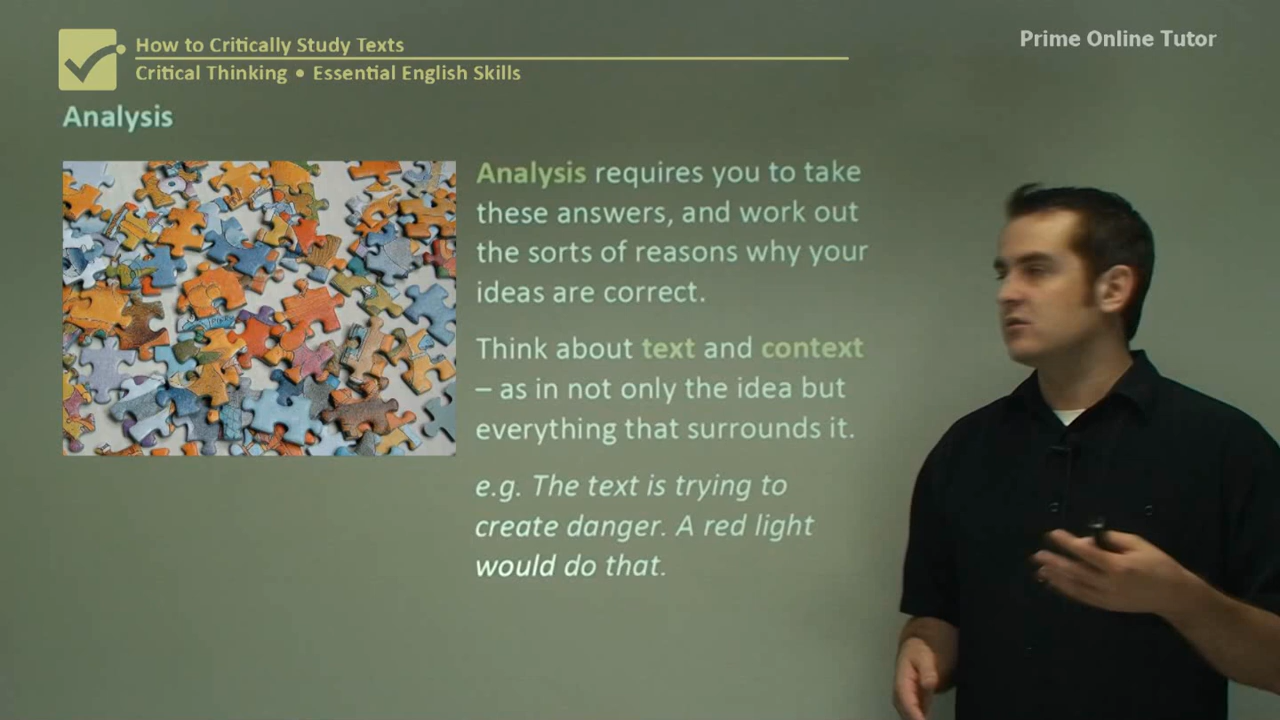 How to Critically Study Texts
Prime Online Tutor
Critical Thinking • Essential English Skills
Analysis
Analysis requires you to take
these answers, and work out
the sorts of reasons why your
ideas are correct.
Think about text and context
– as in not only the idea but
everything that surrounds it.
e.g. The text is trying to
create danger. A red light
would do that.